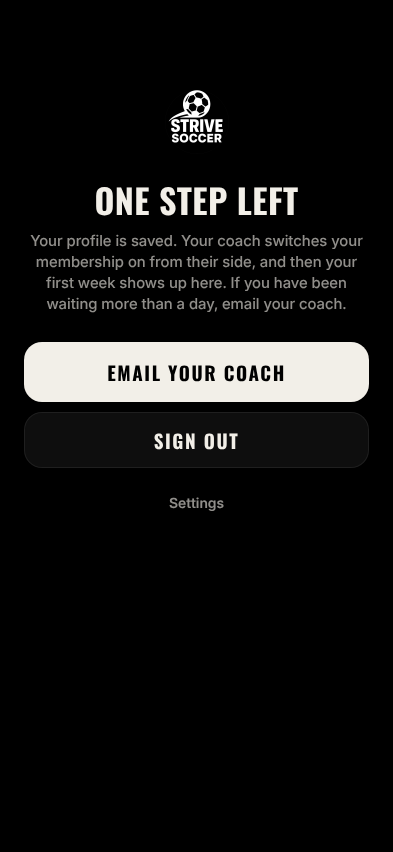 STRIVE
SOCCER
ONE STEP LEFT
Your profile is saved. Your coach switches your
membership on from their side, and then your
first week shows up here. If you have been
waiting more than a day, email your coach.
EMAIL YOUR COACH
SIGN OUT
Settings